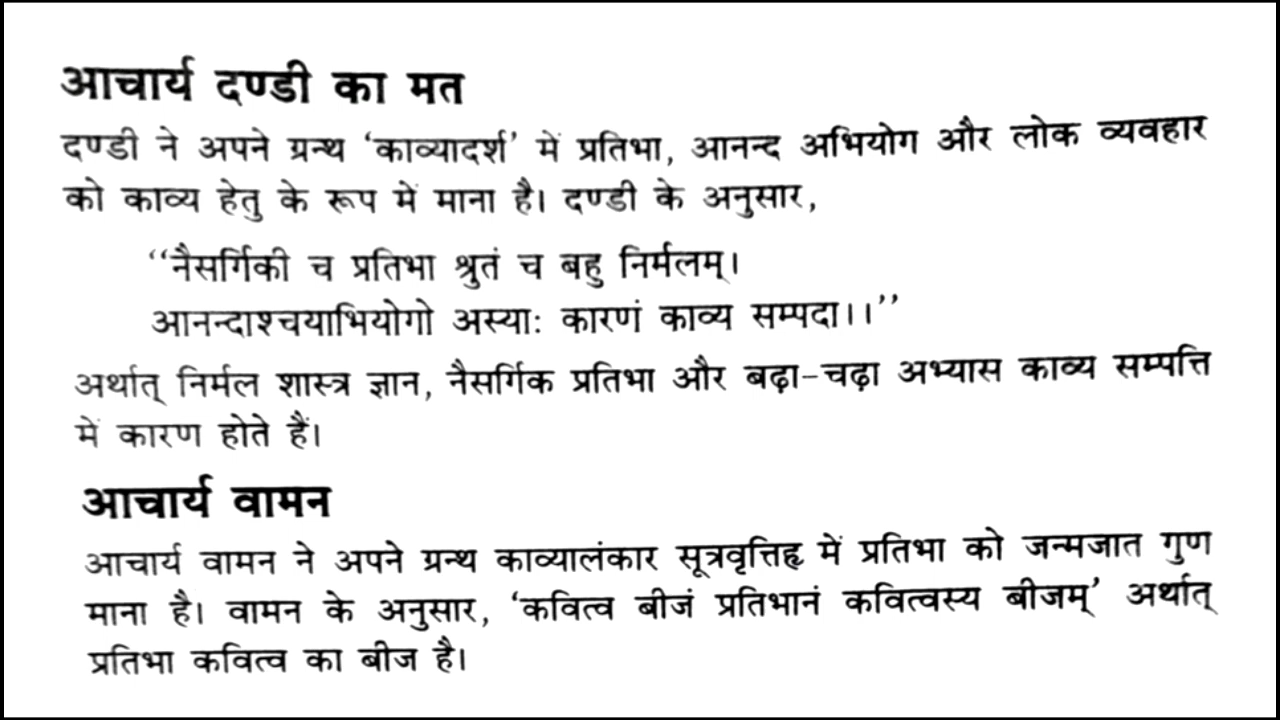 आचार्य दण्डी का मत
दण्डी ने अपने ग्रन्थ ‘काव्यादर्श’ में प्रतिभा, आनन्द अभियोग और लोक व्यवहार
को काव्य हेतु के रूप में माना है। दण्डी के अनुसार,
‘‘नैसर्गिकी च प्रतिभा श्रुतं च बहु निर्मलम्।
आनन्दाश्चयाभियोगो अस्याः कारणं काव्य सम्पदा।।’’
अर्थात् निर्मल शास्त्र ज्ञान, नैसर्गिक प्रतिभा और बढ़ा-चढ़ा अभ्यास काव्य सम्पत्ति
में कारण होते हैं।
आचार्य वामन
आचार्य वामन ने अपने ग्रन्थ काव्यालंकार सूत्रवृत्तिहृ में प्रतिभा को जन्मजात गुण
माना है। वामन के अनुसार, ‘कवित्व बीजं प्रतिभानं कवित्वस्य बीजम्’ अर्थात्
प्रतिभा कवित्व का बीज है।